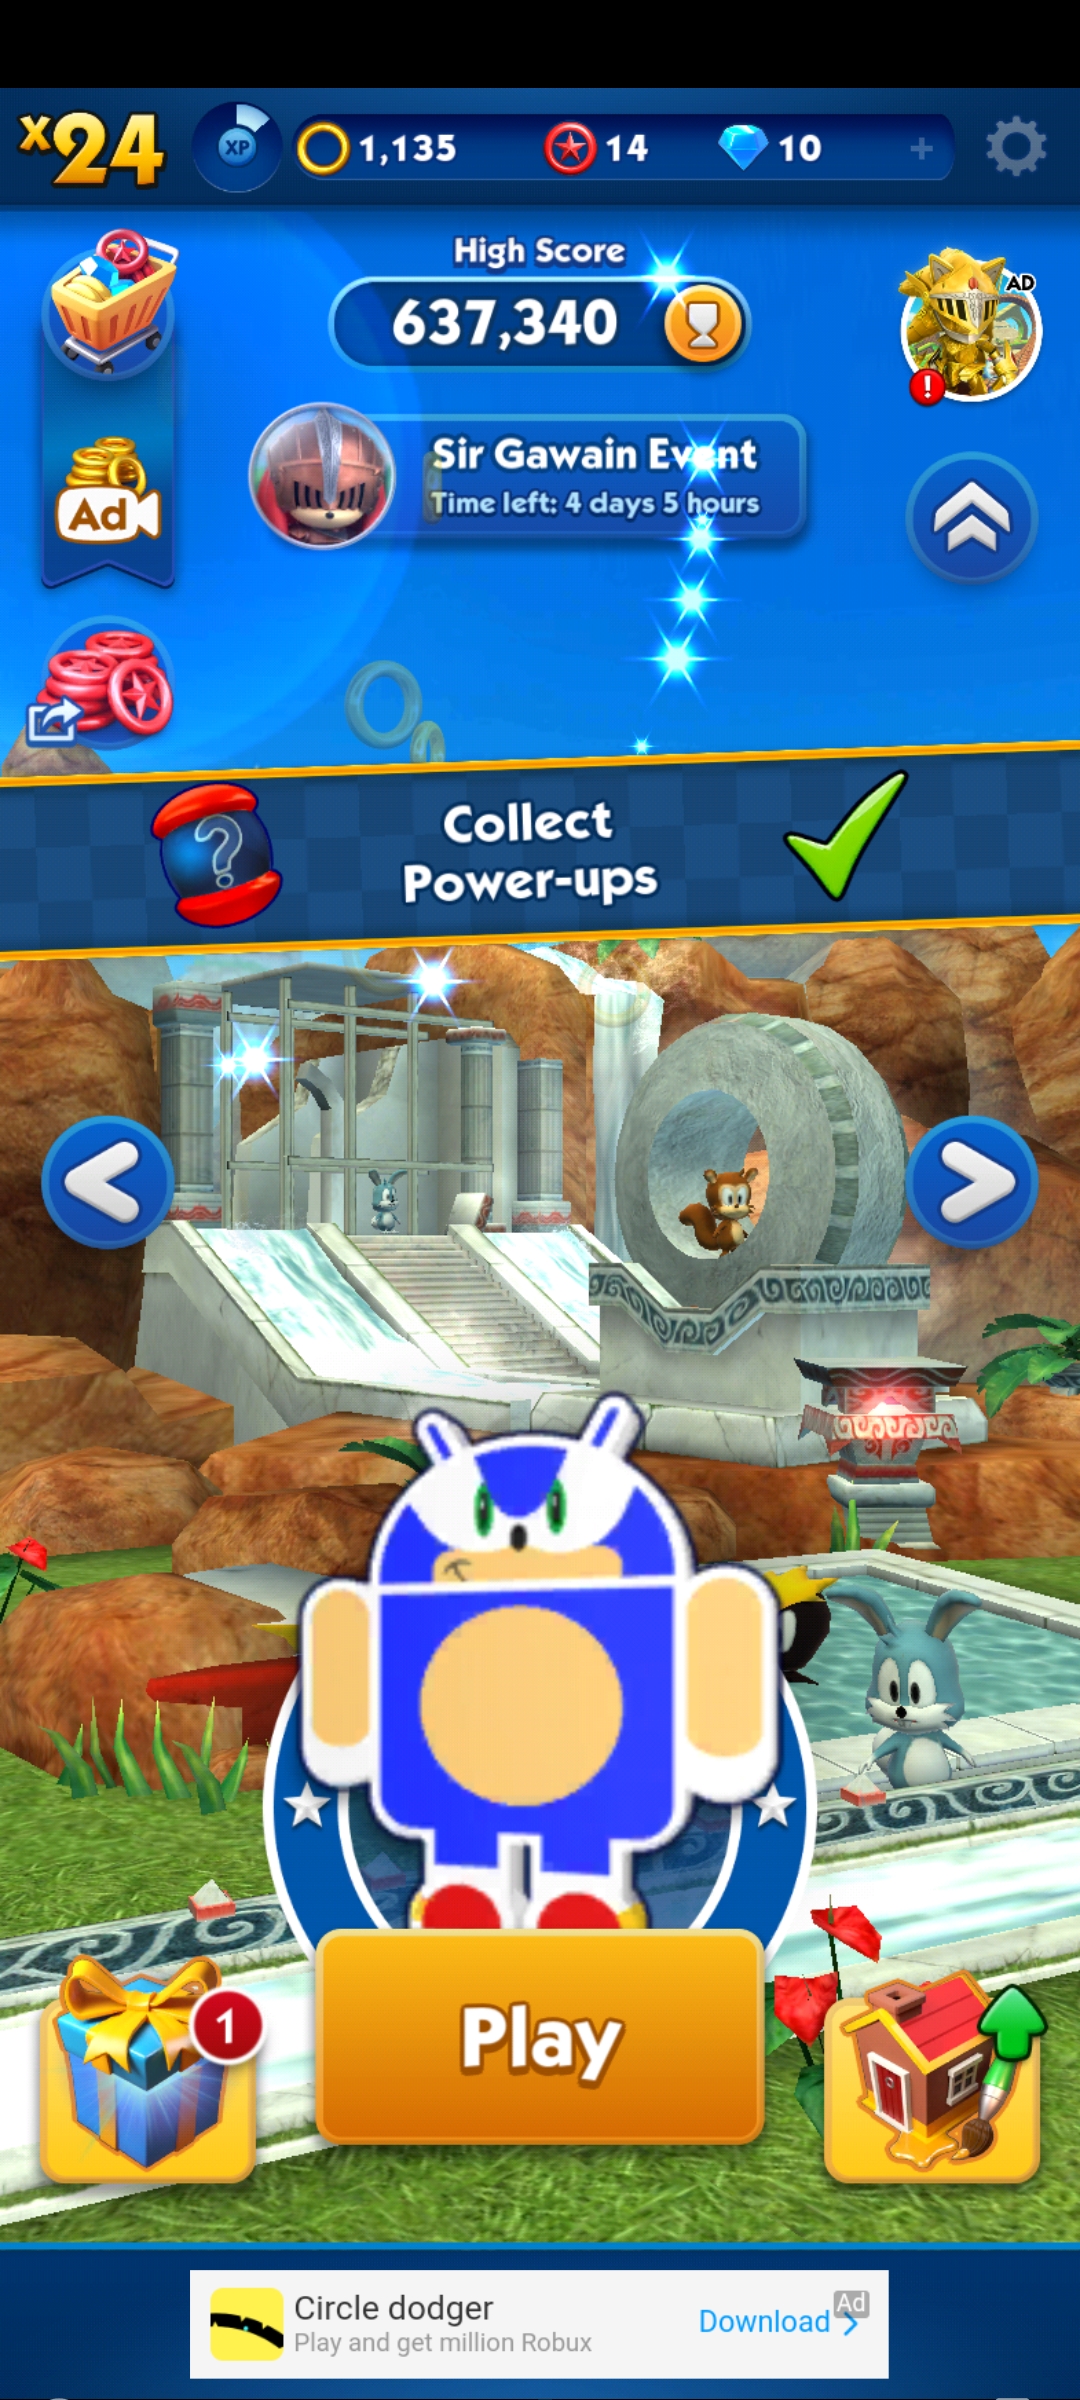 x24
XP
1,135
14
10
+
High Score
637,340
AD
!
Sir Gawain Event
Time left: 4 days 5 hours
Ad
?
Collect
Power-ups
1
Play
Circle dodger
Play and get million Robux
Download
Ad